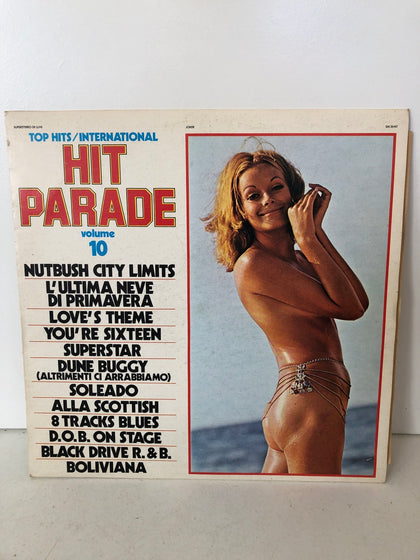 JOKER
TOP HITS/INTERNATIONAL
HIT
PARADE
volume
10
NUTBUSH CITY LIMITS
L'ULTIMA NEVE
DI PRIMAVERA
LOVE'S THEME
YOU'RE SIXTEEN
SUPERSTAR
DUNE BUGGY
(ALTRIMENTI CI ARRABBIAMO)
SOLEADO
ALLA SCOTTISH
8 TRACKS BLUES
D.O.B. ON STAGE
BLACK DRIVE R. & B.
BOLIVIANA